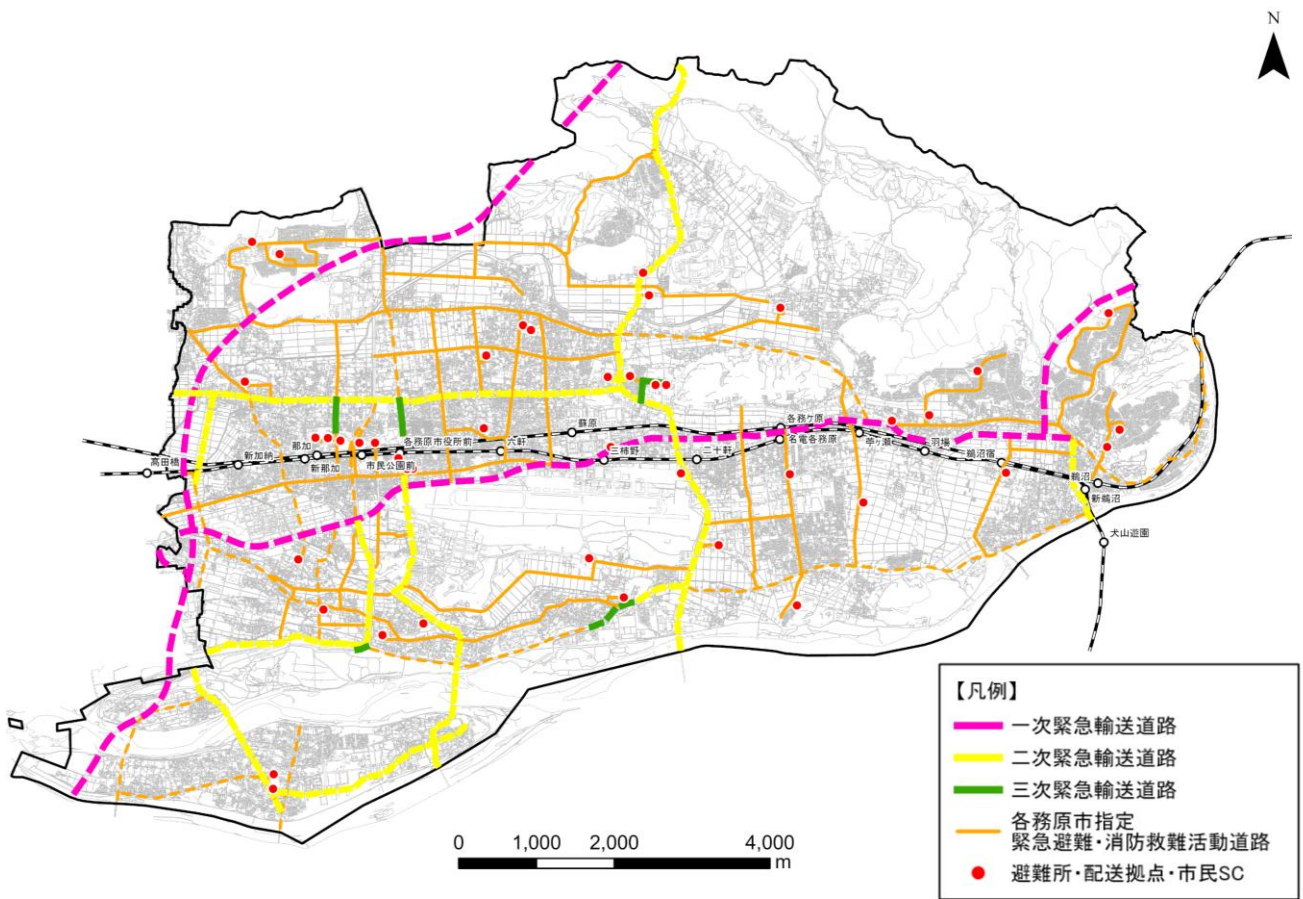 N
蘇原
各務ケ原
各務原市役所前
六軒
那加
苧ヶ瀬
羽場
三柿野
二十軒
名電各務原
高田橋
新加納
新那加
市民公園前
鵜沼宿
鵜沼
新鵜沼
犬山遊園
【凡例】
一次緊急輸送道路
二次緊急輸送道路
三次緊急輸送道路
各務原市指定
緊急避難・消防救難活動道路
避難所・配送拠点・市民SC
0 1,000 2,000 4,000
m